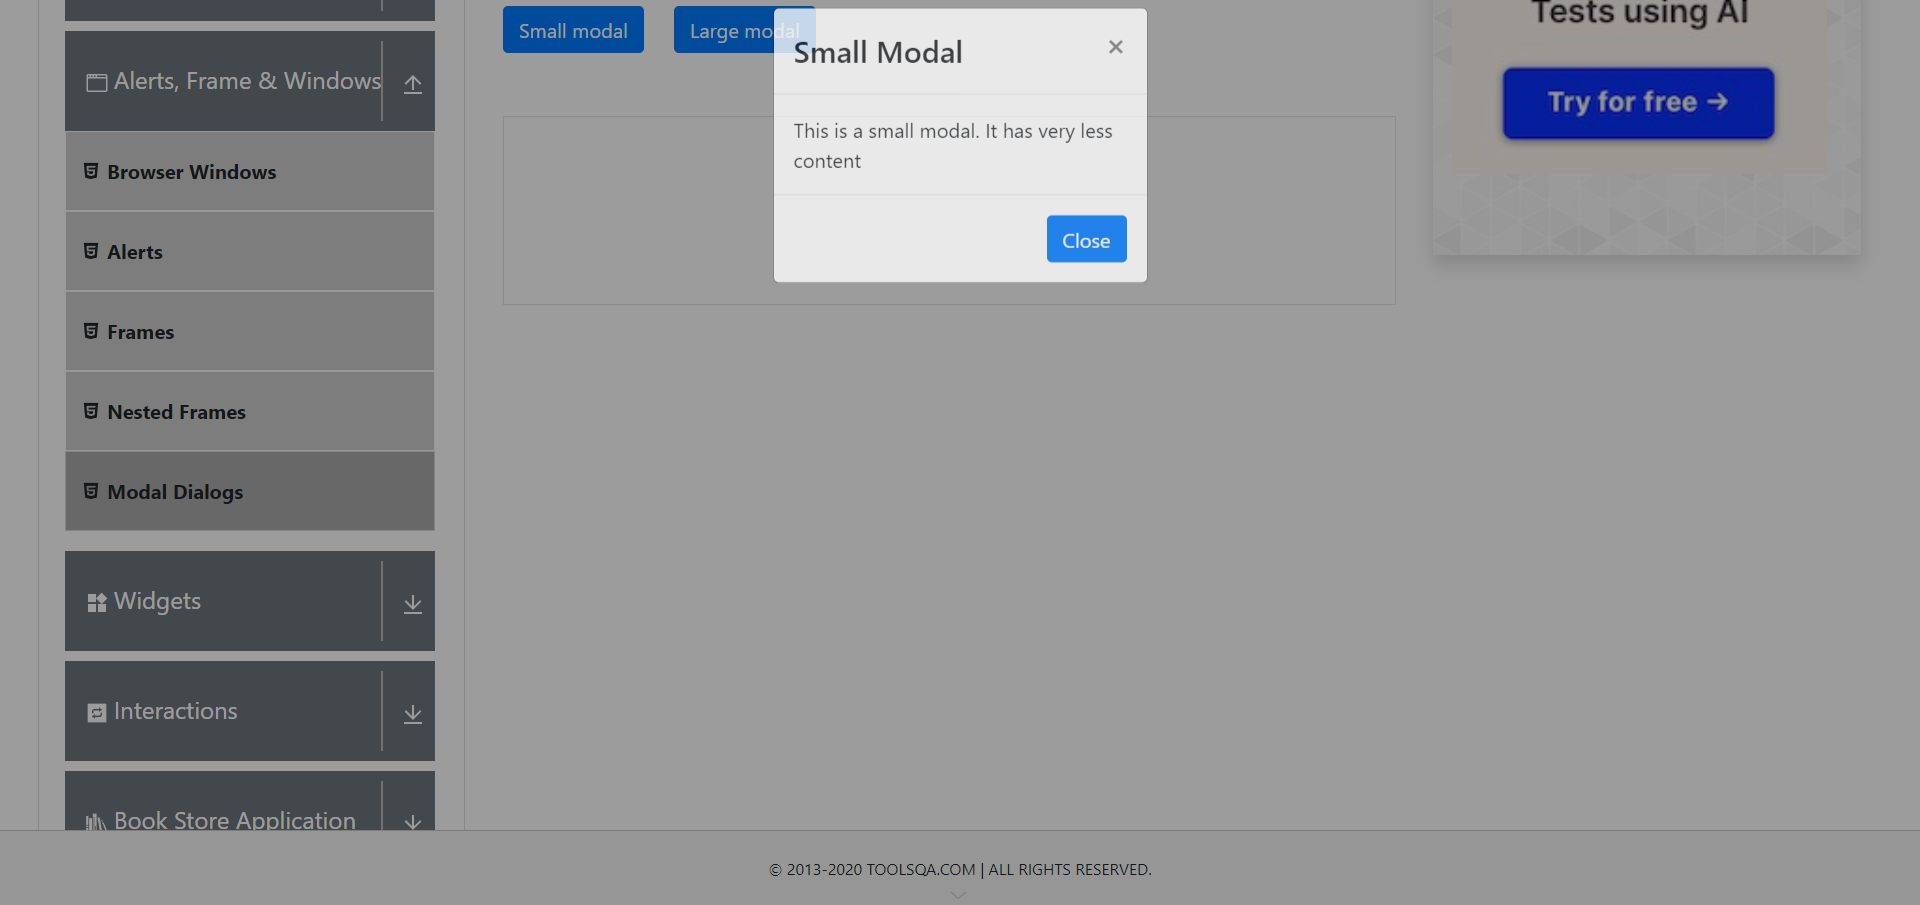 Small modal
Large modal
Small Modal
×
This is a small modal. It has very less
content
Close
Tests using AI
Try for free →
Alerts, Frame & Windows
Browser Windows
Alerts
Frames
Nested Frames
Modal Dialogs
Widgets
Interactions
Book Store Application
© 2013-2020 TOOLSQA.COM | ALL RIGHTS RESERVED.